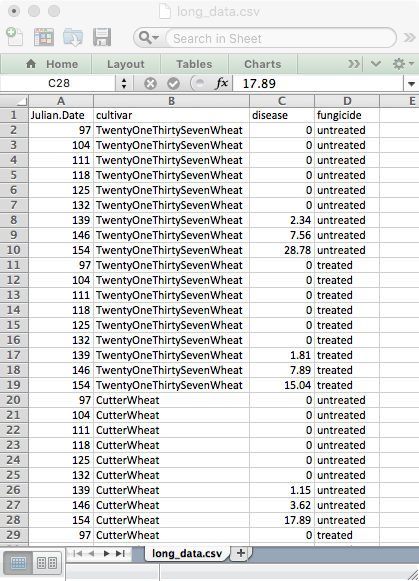 long_data.csv
Search in Sheet
Home Layout Tables Charts
C28 fx 17.89
A B C D E
1 Julian.Date cultivar disease fungicide
2 97 TwentyOneThirtySevenWheat 0 untreated
3 104 TwentyOneThirtySevenWheat 0 untreated
4 111 TwentyOneThirtySevenWheat 0 untreated
5 118 TwentyOneThirtySevenWheat 0 untreated
6 125 TwentyOneThirtySevenWheat 0 untreated
7 132 TwentyOneThirtySevenWheat 0 untreated
8 139 TwentyOneThirtySevenWheat 2.34 untreated
9 146 TwentyOneThirtySevenWheat 7.56 untreated
10 154 TwentyOneThirtySevenWheat 28.78 untreated
11 97 TwentyOneThirtySevenWheat 0 treated
12 104 TwentyOneThirtySevenWheat 0 treated
13 111 TwentyOneThirtySevenWheat 0 treated
14 118 TwentyOneThirtySevenWheat 0 treated
15 125 TwentyOneThirtySevenWheat 0 treated
16 132 TwentyOneThirtySevenWheat 0 treated
17 139 TwentyOneThirtySevenWheat 1.81 treated
18 146 TwentyOneThirtySevenWheat 7.89 treated
19 154 TwentyOneThirtySevenWheat 15.04 treated
20 97 CutterWheat 0 untreated
21 104 CutterWheat 0 untreated
22 111 CutterWheat 0 untreated
23 118 CutterWheat 0 untreated
24 125 CutterWheat 0 untreated
25 132 CutterWheat 0 untreated
26 139 CutterWheat 1.15 untreated
27 146 CutterWheat 3.62 untreated
28 154 CutterWheat 17.89 untreated
29 97 CutterWheat 0 treated
long_data.csv